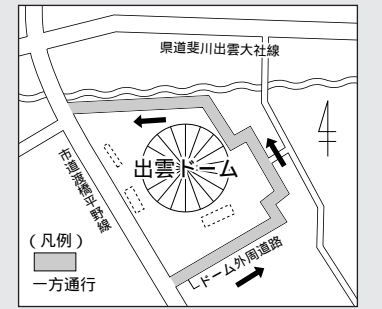 県道斐川出雲大社線
市道渡橋平野線
出雲ドーム
ドーム外周道路
(凡例)
一方通行